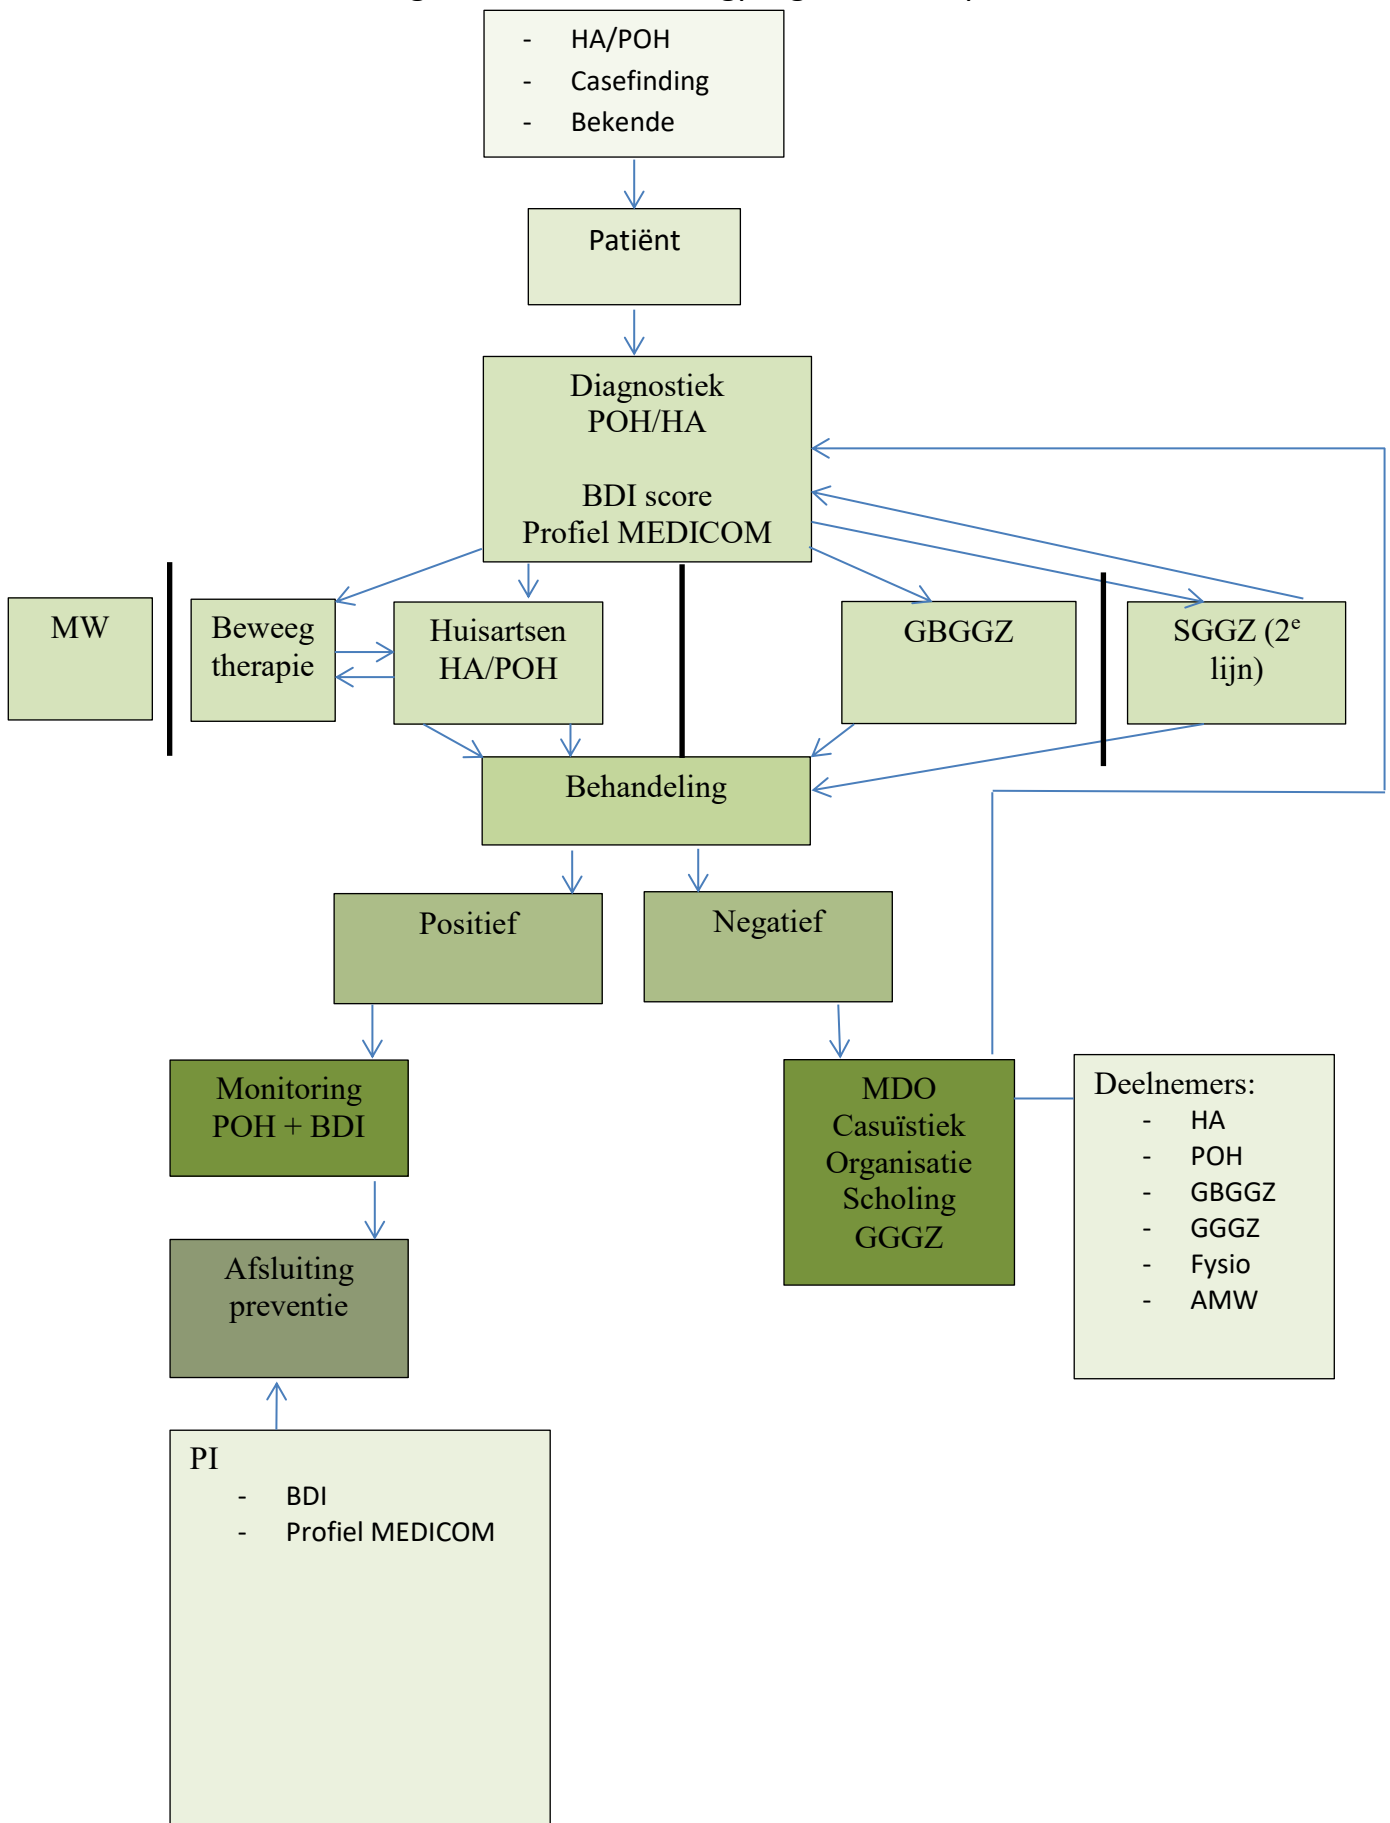 - HA/POH
- Casefinding
- Bekende
Patiënt
Diagnostiek
POH/HA
BDI score
Profiel MEDICOM
MW
Beweeg
therapie
Huisartsen
HA/POH
GBGGZ
SGGZ (2e
lijn)
Behandeling
Positief
Negatief
Monitoring
POH + BDI
MDO
Casuïstiek
Organisatie
Scholing
GGGZ
Deelnemers:
- HA
- POH
- GBGGZ
- GGGZ
- Fysio
- AMW
Afsluiting
preventie
PI
- BDI
- Profiel MEDICOM